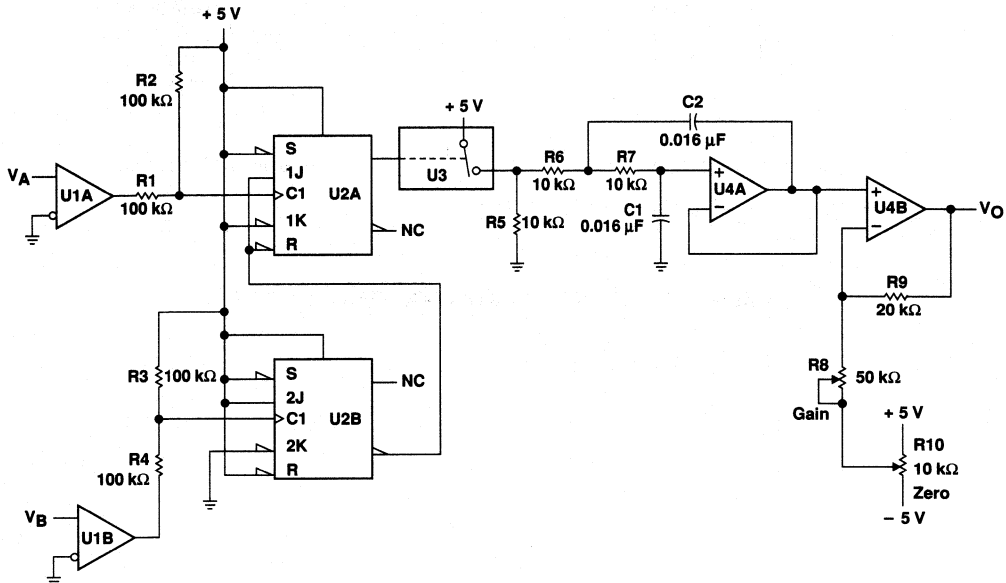 + 5 V
R2
100 kΩ
VA
U1A
R1
100 kΩ
S
1J
C1
1K
R
U2A
NC
+ 5 V
U3
R5
10 kΩ
R6
10 kΩ
R7
10 kΩ
C2
0.016 µF
C1
0.016 µF
+
U4A
–
+
U4B
–
VO
R9
20 kΩ
R8
50 kΩ
Gain
+ 5 V
R10
10 kΩ
Zero
– 5 V
R3
100 kΩ
R4
100 kΩ
S
2J
C1
2K
R
U2B
NC
VB
U1B